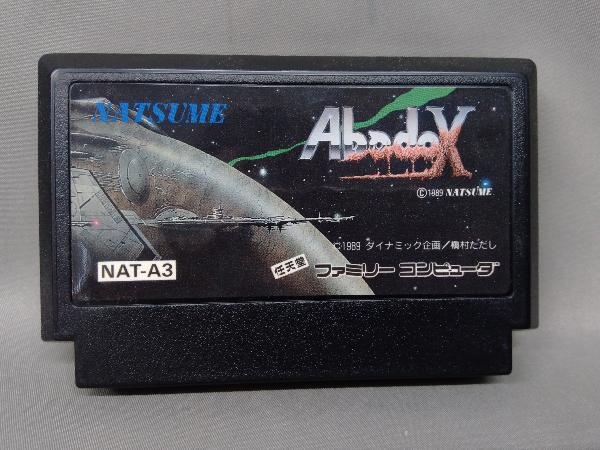 NATSUME
AbadoX
©1989 NATSUME
©1989 ダイナミック企画/槇村ただし
NAT-A3
任天堂 ファミリーコンピュータ